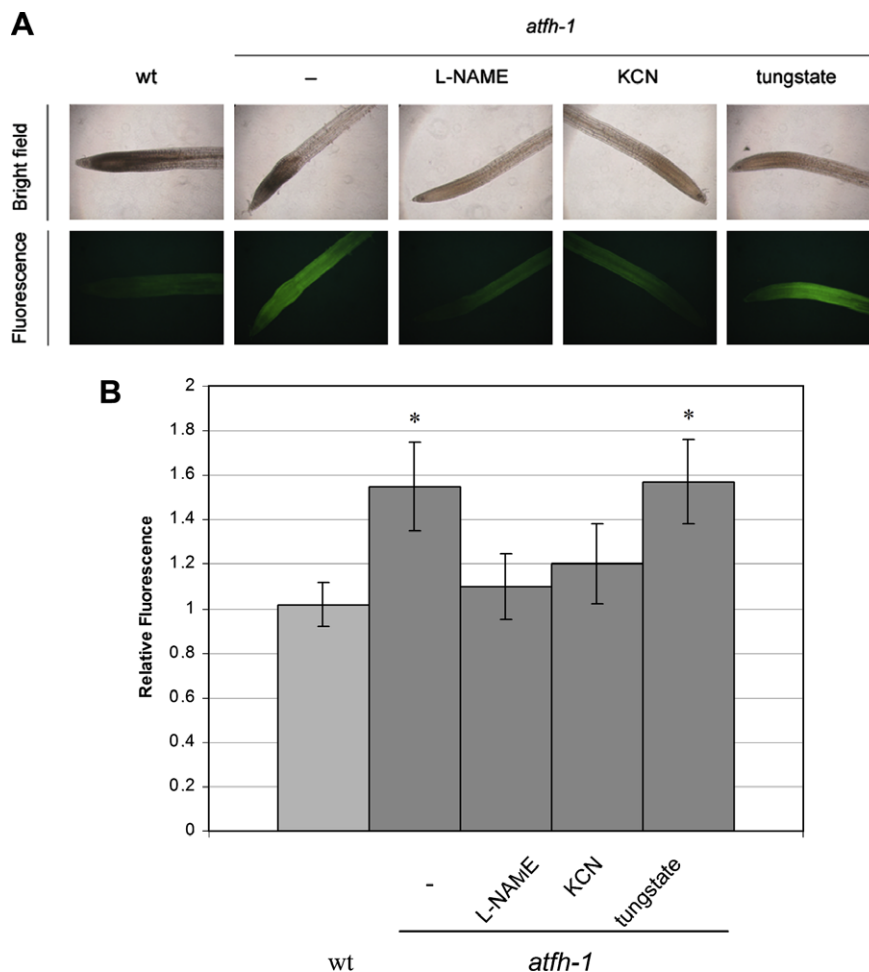 A
atfh-1
wt – L-NAME KCN tungstate
Bright field
Fluorescence
B
Relative Fluorescence
2
1.8
1.6
1.4
1.2
1
0.8
0.6
0.4
0.2
0
* *
- L-NAME KCN tungstate
wt atfh-1